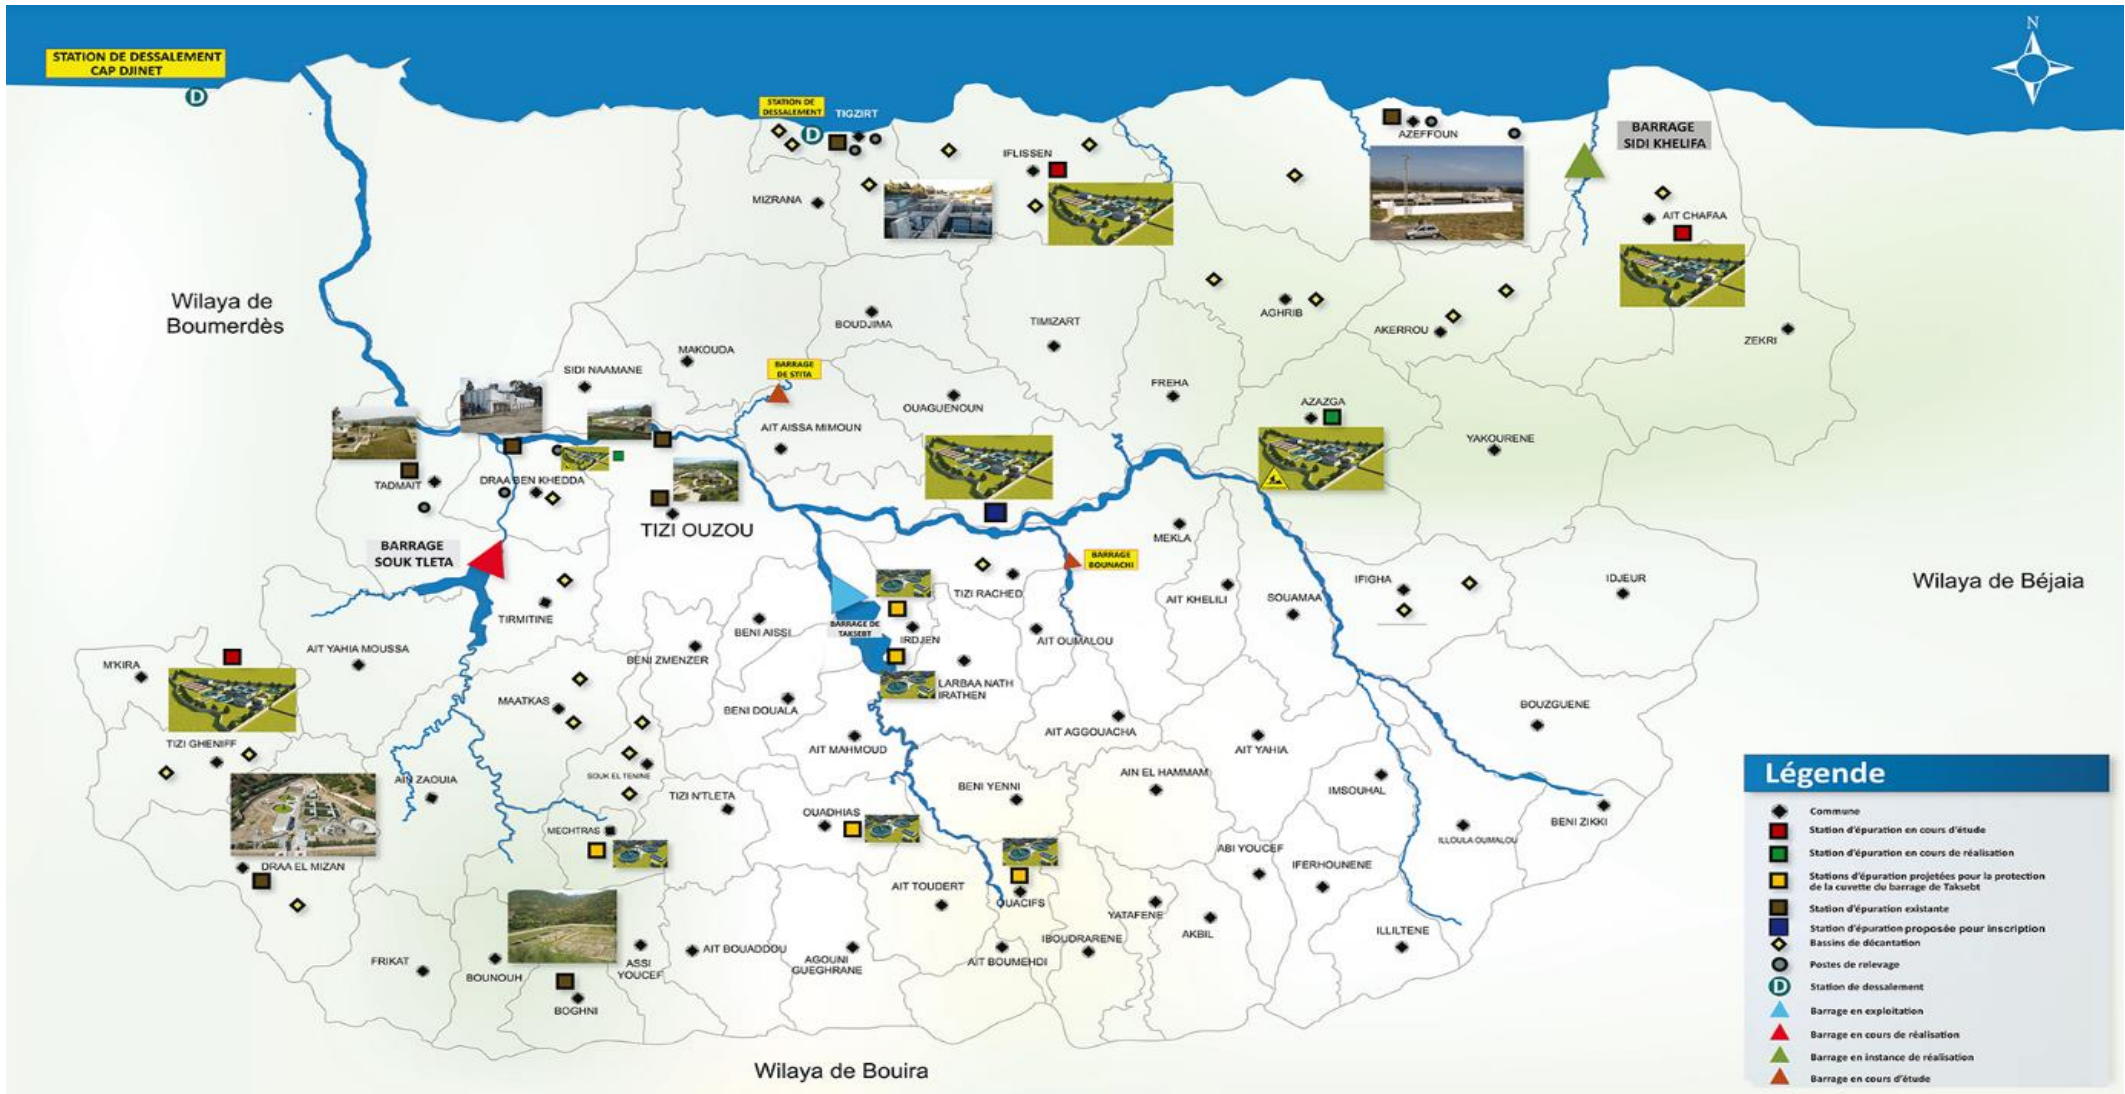 N
STATION DE DESSALEMENT
CAP DJINET
STATION DE
DESSALEMENT
TIGZIRT
AZEFFOUN
BARRAGE
SIDI KHELIFA
IFLISSEN
MIZRANA
AIT CHAFAA
Wilaya de
Boumerdès
BOUDJIMA
TIMIZART
AGHRIB
AKERROU
ZEKRI
MAKOUDA
SIDI NAAMANE
BARRAGE
DE STITA
FREHA
OUAGUENOUN
AZAZGA
AIT AISSA MIMOUN
YAKOURENE
TADMAIT
DRAA BEN KHEDDA
TIZI OUZOU
MEKLA
BARRAGE
SOUK TLETA
BARRAGE
BOUNACHI
IFIGHA
IDJEUR
Wilaya de Béjaia
TIZI RACHED
AIT KHELILI
SOUAMAA
TIRMITINE
BARRAGE DE
TAKSEBT
BENI AISSI
IRDJEN
AIT OUMALOU
AIT YAHIA MOUSSA
BENI ZMENZER
M'KIRA
LARBAA NATH
IRATHEN
MAATKAS
BENI DOUALA
BOUZGUENE
AIT AGGOUACHA
TIZI GHENIFF
AIT MAHMOUD
AIT YAHIA
AIN ZAOUIA
SOUK EL TENINE
AIN EL HAMMAM
BENI YENNI
IMSOUHAL
TIZI N'TLETA
OUADHIAS
BENI ZIKKI
MECHTRAS
ILLOULA OUMALOU
ABI YOUCEF
IFERHOUNENE
DRAA EL MIZAN
AIT TOUDERT
OUACIFS
YATAFENE
AKBIL
ILLILTENE
IBOUDRARENE
AIT BOUADDOU
AGOUNI
GUEGHRANE
AIT BOUMEHDI
FRIKAT
BOUNOUH
ASSI
YOUCEF
BOGHNI
Wilaya de Bouira
Légende
Commune
Station d'épuration en cours d'étude
Station d'épuration en cours de réalisation
Stations d'épuration projetées pour la protection
de la cuvette du barrage de Taksebt
Station d'épuration existante
Station d'épuration proposée pour inscription
Bassins de décantation
Postes de relevage
D Station de dessalement
Barrage en exploitation
Barrage en cours de réalisation
Barrage en instance de réalisation
Barrage en cours d'étude